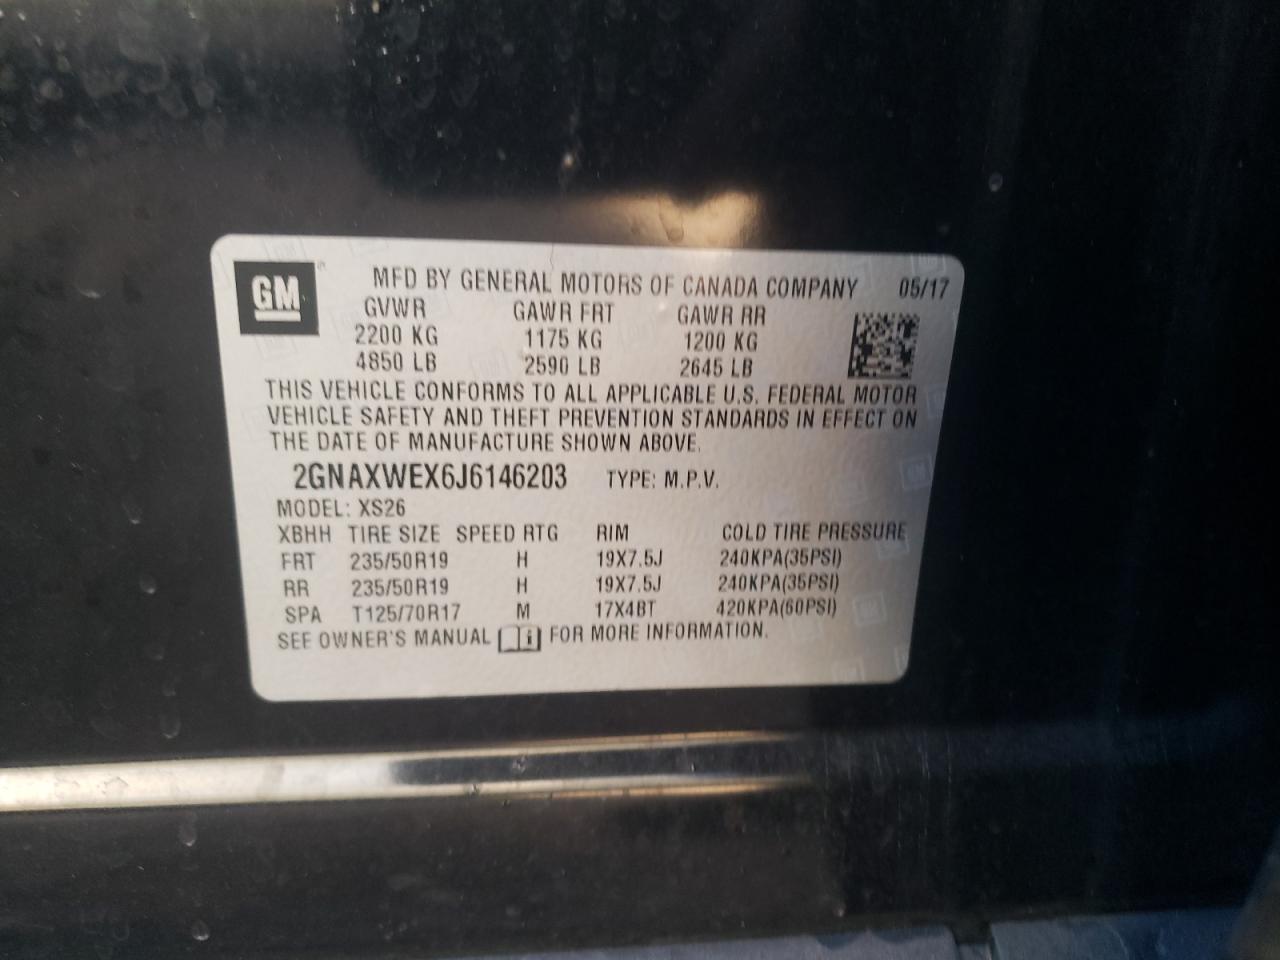 GM MFD BY GENERAL MOTORS OF CANADA COMPANY 05/17
GVWR GAWR FRT GAWR RR
2200 KG 1175 KG 1200 KG
4850 LB 2590 LB 2645 LB
THIS VEHICLE CONFORMS TO ALL APPLICABLE U.S. FEDERAL MOTOR
VEHICLE SAFETY AND THEFT PREVENTION STANDARDS IN EFFECT ON
THE DATE OF MANUFACTURE SHOWN ABOVE.
2GNAXWEX6J6146203 TYPE: M.P.V.
MODEL: XS26
XBHH TIRE SIZE SPEED RTG RIM COLD TIRE PRESSURE
FRT 235/50R19 H 19X7.5J 240KPA(35PSI)
RR 235/50R19 H 19X7.5J 240KPA(35PSI)
SPA T125/70R17 M 17X4BT 420KPA(60PSI)
SEE OWNER'S MANUAL i FOR MORE INFORMATION.